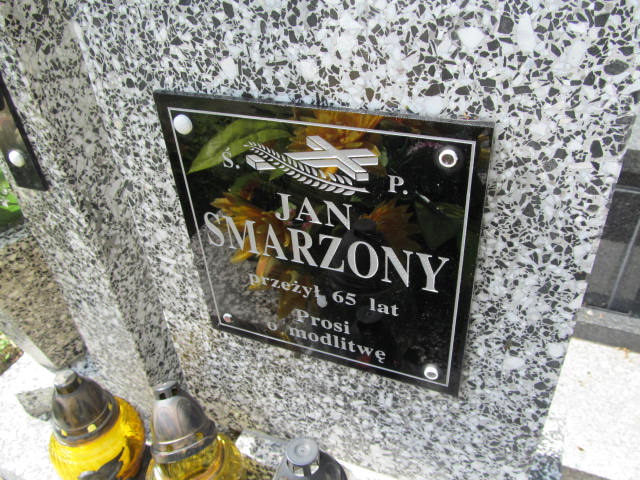 Ś. P.
JAN
SMARZONY
przeżył 65 lat
Prosi
o modlitwę